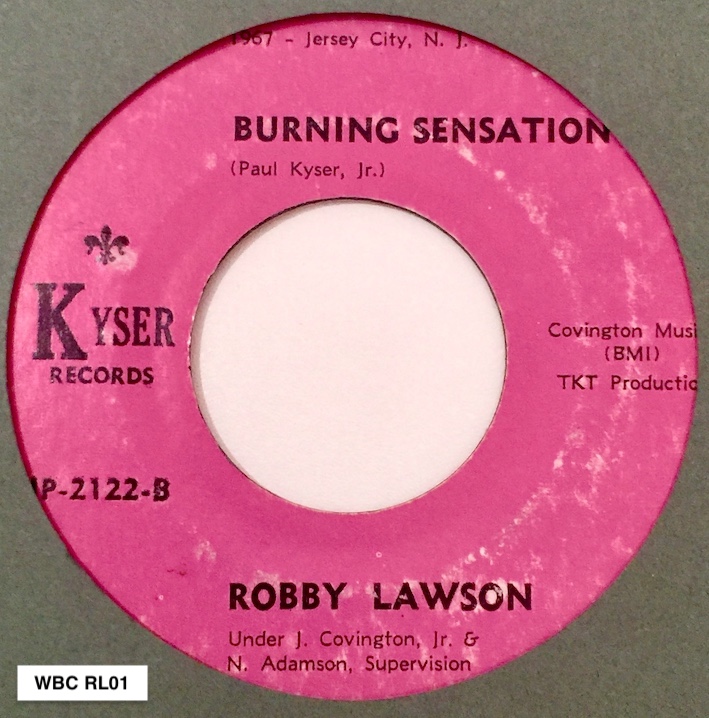 1967 - Jersey City, N. J.
BURNING SENSATION
(Paul Kyser, Jr.)
KYSER
RECORDS
Covington Musi
(BMI)
TKT Productio
P-2122-B
ROBBY LAWSON
Under J. Covington, Jr. &
N. Adamson, Supervision
WBC RL01